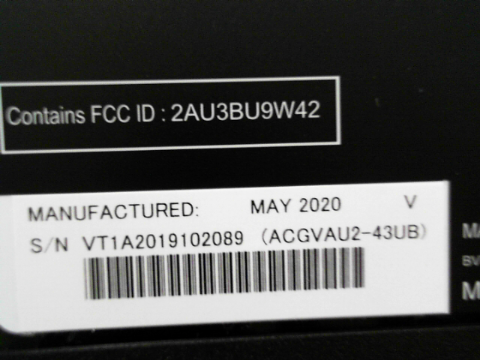 Contains FCC ID : 2AU3BU9W42
MANUFACTURED: MAY 2020 V
S/N VT1A2019102089 (ACGVAU2-43UB)